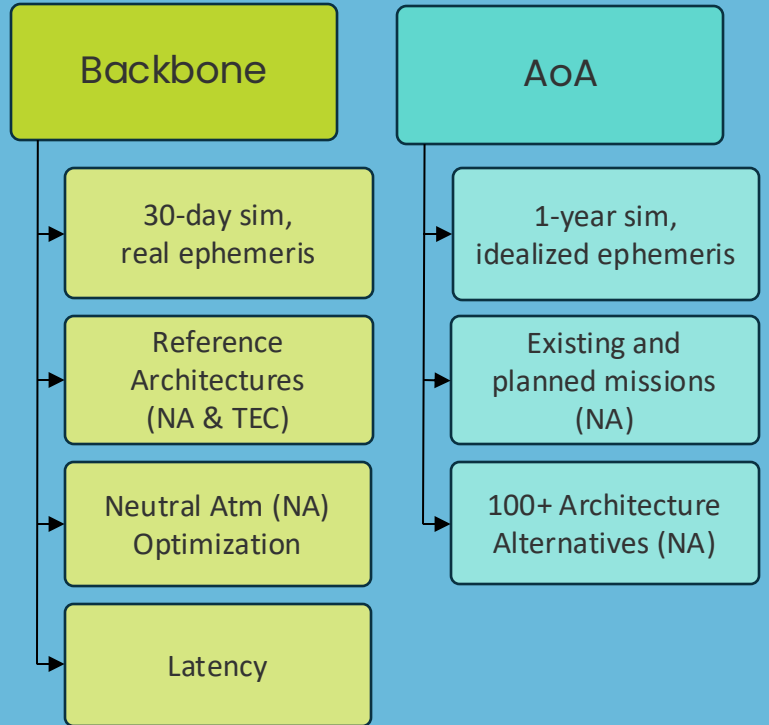 Backbone
30-day sim,
real ephemeris
Reference
Architectures
(NA & TEC)
Neutral Atm (NA)
Optimization
Latency
AoA
1-year sim,
idealized ephemeris
Existing and
planned missions
(NA)
100+ Architecture
Alternatives (NA)